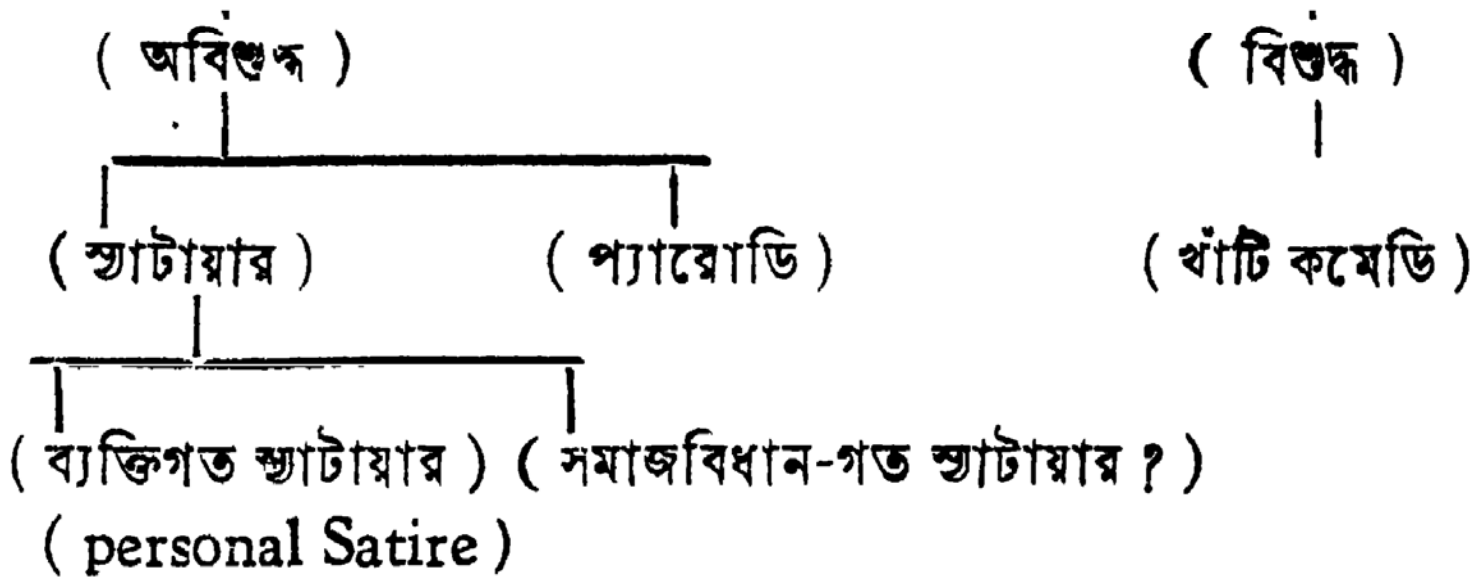 ( অবিশুদ্ধ ) ( বিশুদ্ধ )
( স্যাটায়ার ) ( প্যারোডি ) ( খাঁটি কমেডি )
( ব্যক্তিগত স্যাটায়ার ) ( সমাজবিধান-গত স্যাটায়ার ? )
( personal Satire )